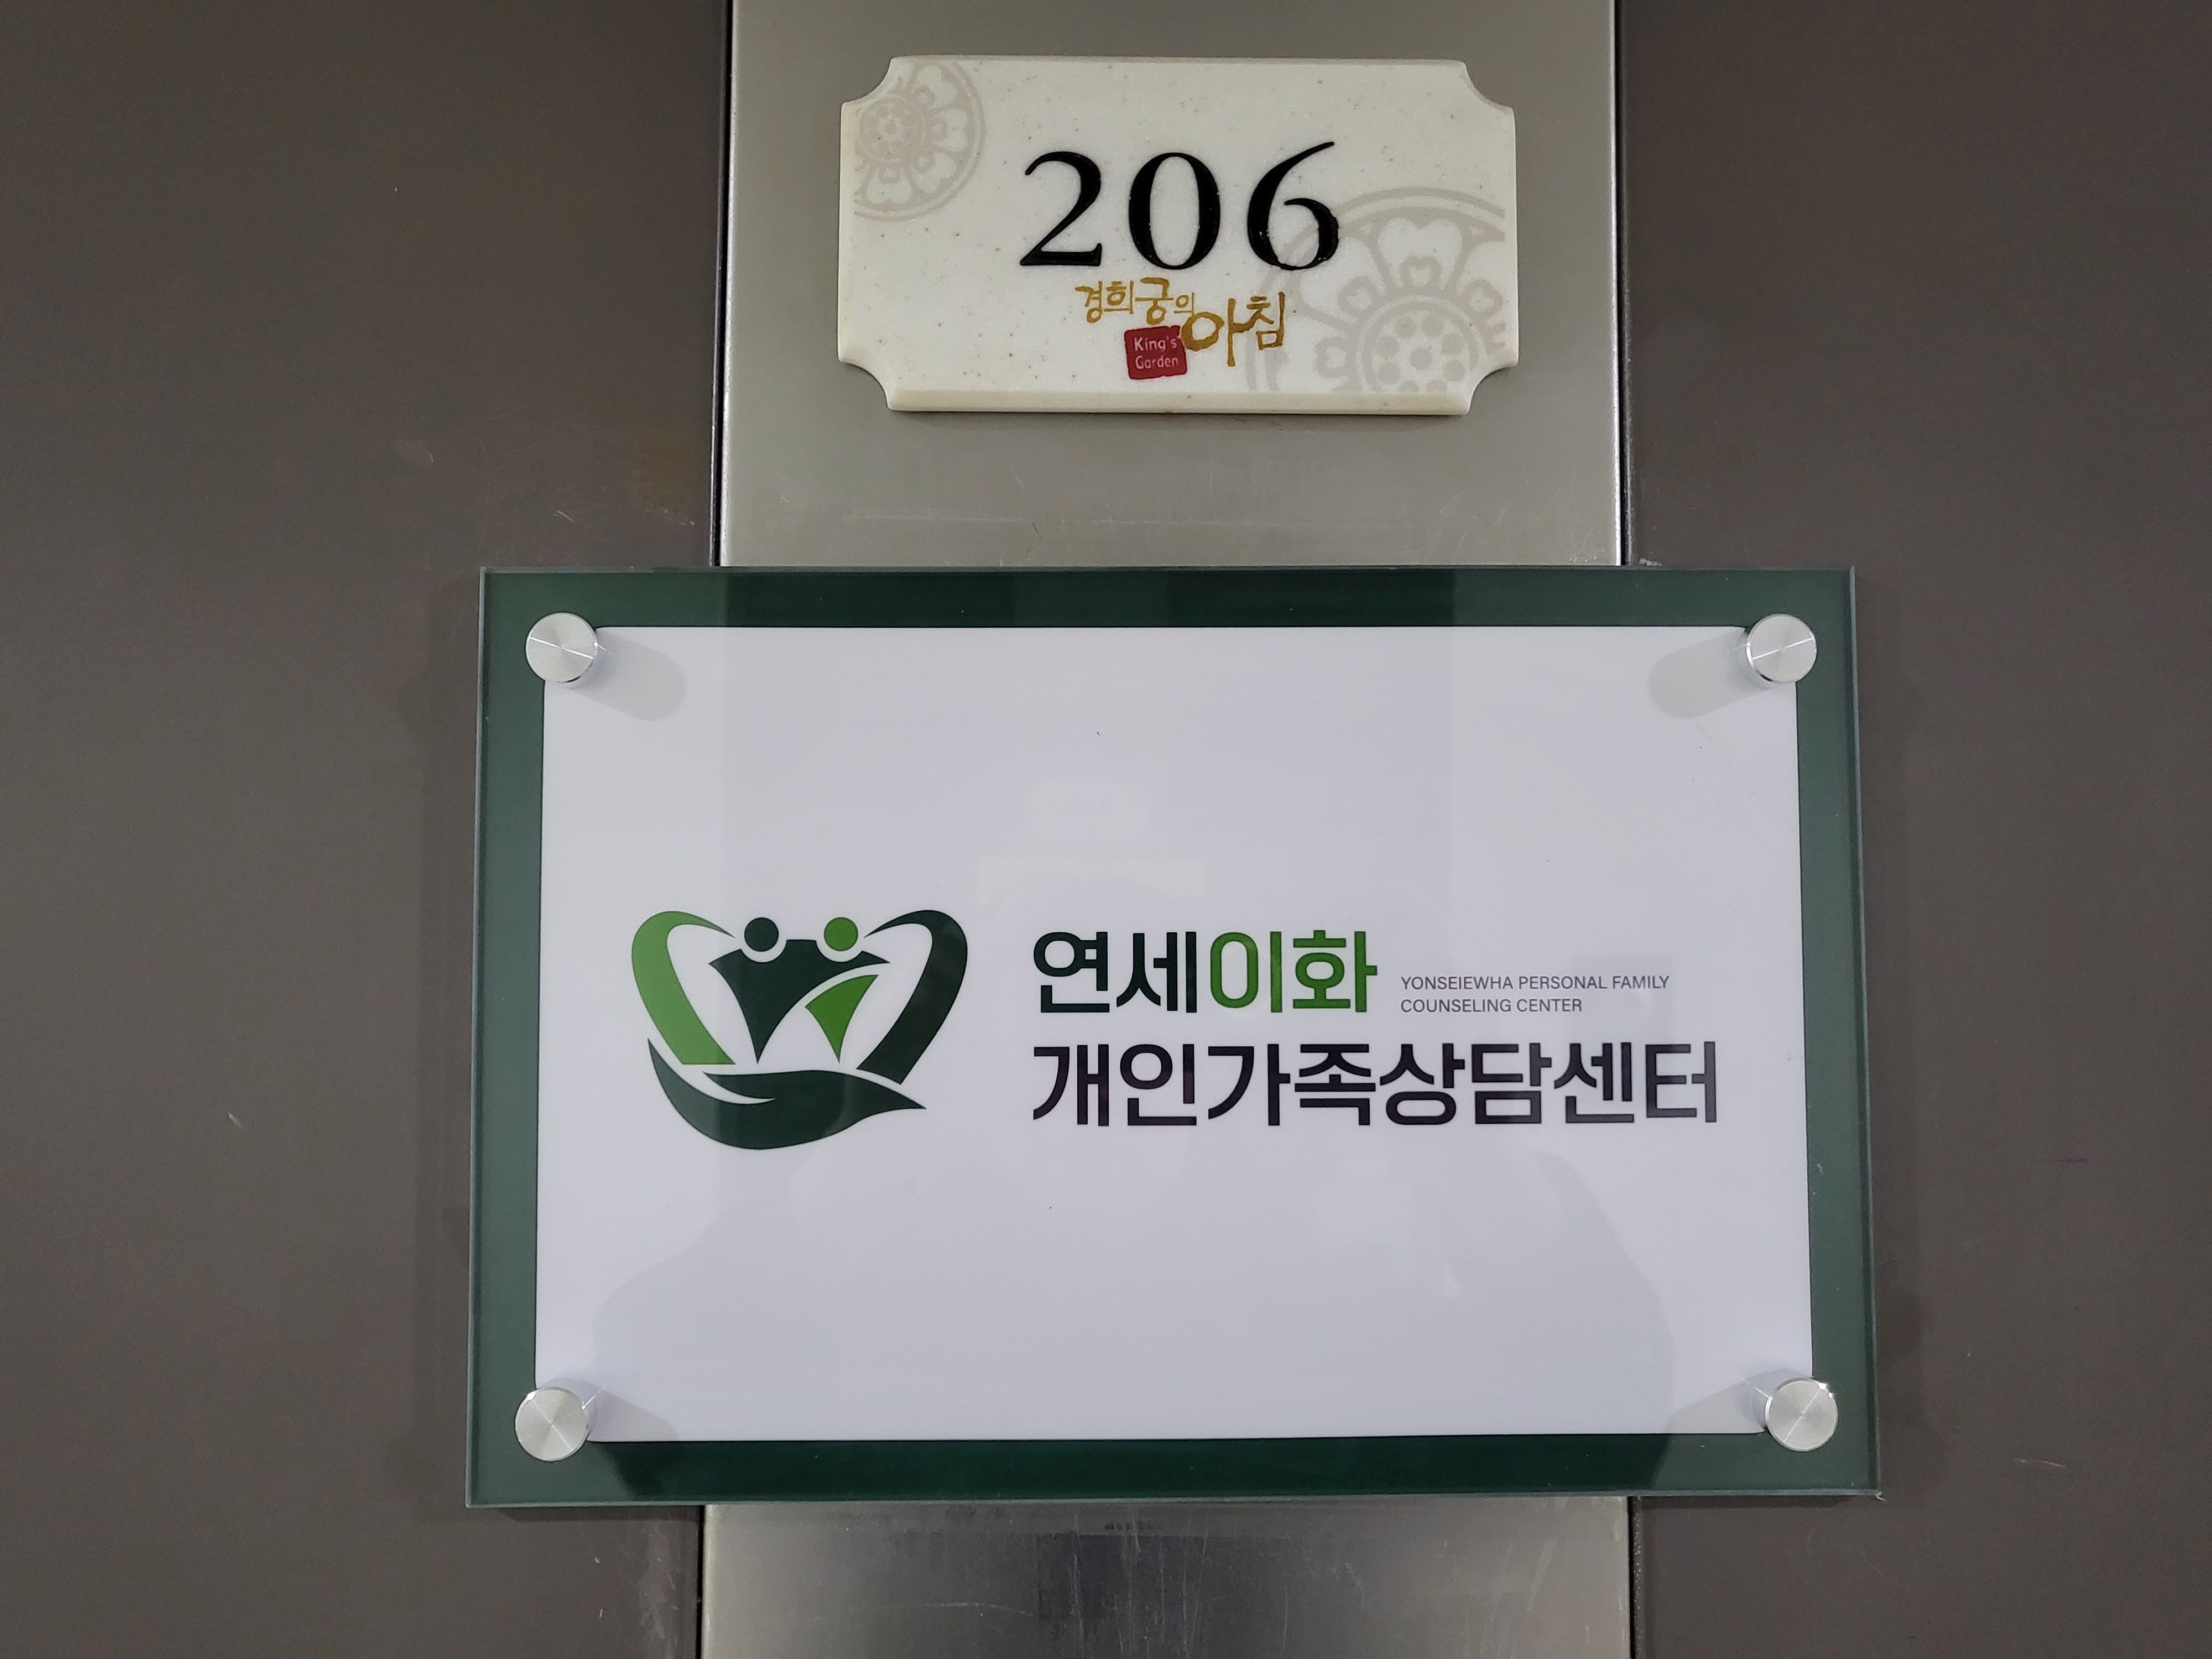 206
경희궁의아침
King's
Garden
연세이화
YONSEIEWHA PERSONAL FAMILY
COUNSELING CENTER
개인가족상담센터